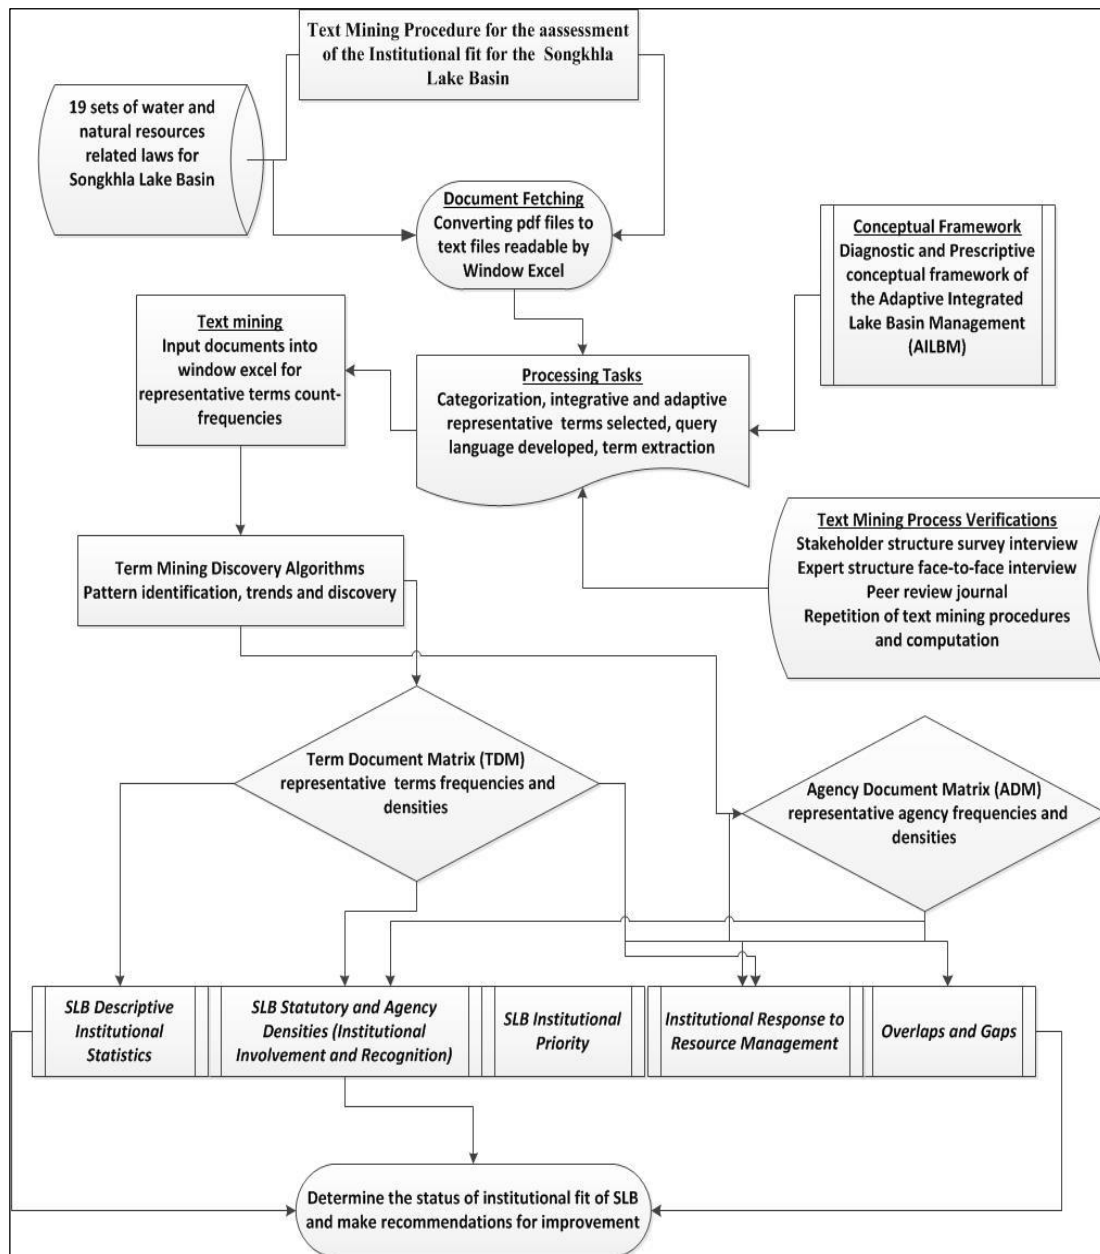 Text Mining Procedure for the aassessment
of the Institutional fit for the Songkhla
Lake Basin
19 sets of water and
natural resources
related laws for
Songkhla Lake Basin
Document Fetching
Converting pdf files to
text files readable by
Window Excel
Conceptual Framework
Diagnostic and Prescriptive
conceptual framework of
the Adaptive Integrated
Lake Basin Management
(AILBM)
Text mining
Input documents into
window excel for
representative terms count-
frequencies
Processing Tasks
Categorization, integrative and adaptive
representative terms selected, query
language developed, term extraction
Text Mining Process Verifications
Stakeholder structure survey interview
Expert structure face-to-face interview
Peer review journal
Repetition of text mining procedures
and computation
Term Mining Discovery Algorithms
Pattern identification, trends and discovery
Term Document Matrix (TDM)
representative terms frequencies and
densities
Agency Document Matrix (ADM)
representative agency frequencies and
densities
SLB Descriptive
Institutional
Statistics
SLB Statutory and Agency
Densities (Institutional
Involvement and Recognition)
SLB Institutional
Priority
Institutional Response to
Resource Management
Overlaps and Gaps
Determine the status of institutional fit of SLB
and make recommendations for improvement